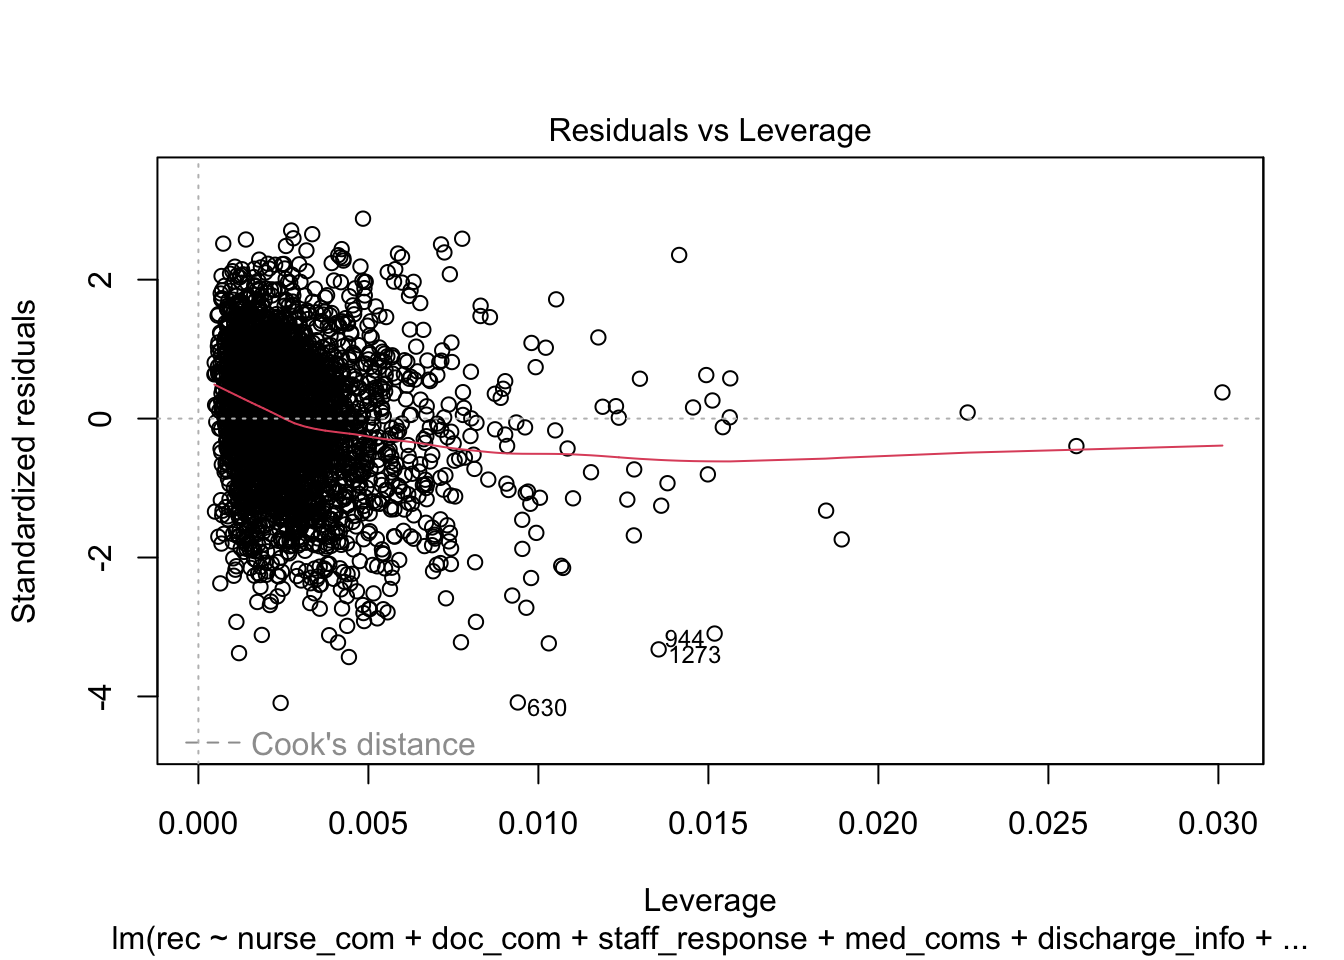 Residuals vs Leverage
Standardized residuals
2
0
-2
-4
944
1273
630
Cook's distance
0.000 0.005 0.010 0.015 0.020 0.025 0.030
Leverage
lm(rec ~ nurse_com + doc_com + staff_response + med_coms + discharge_info + ...